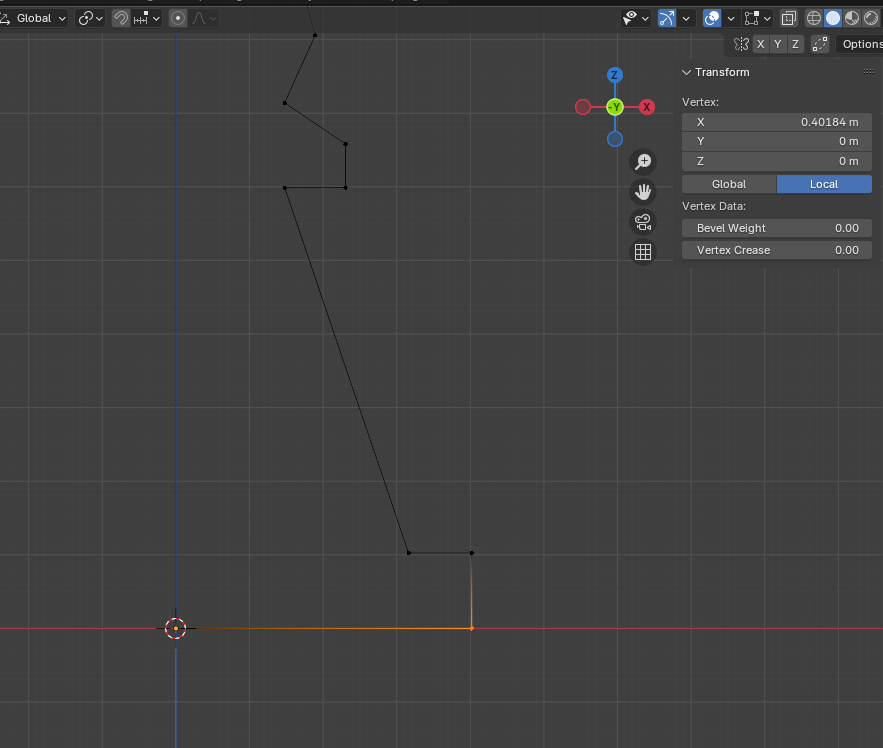 Global
X Y Z Options
Transform
Vertex:
X 0.40184 m
Y 0 m
Z 0 m
Global Local
Vertex Data:
Bevel Weight 0.00
Vertex Crease 0.00
Z
-Y X